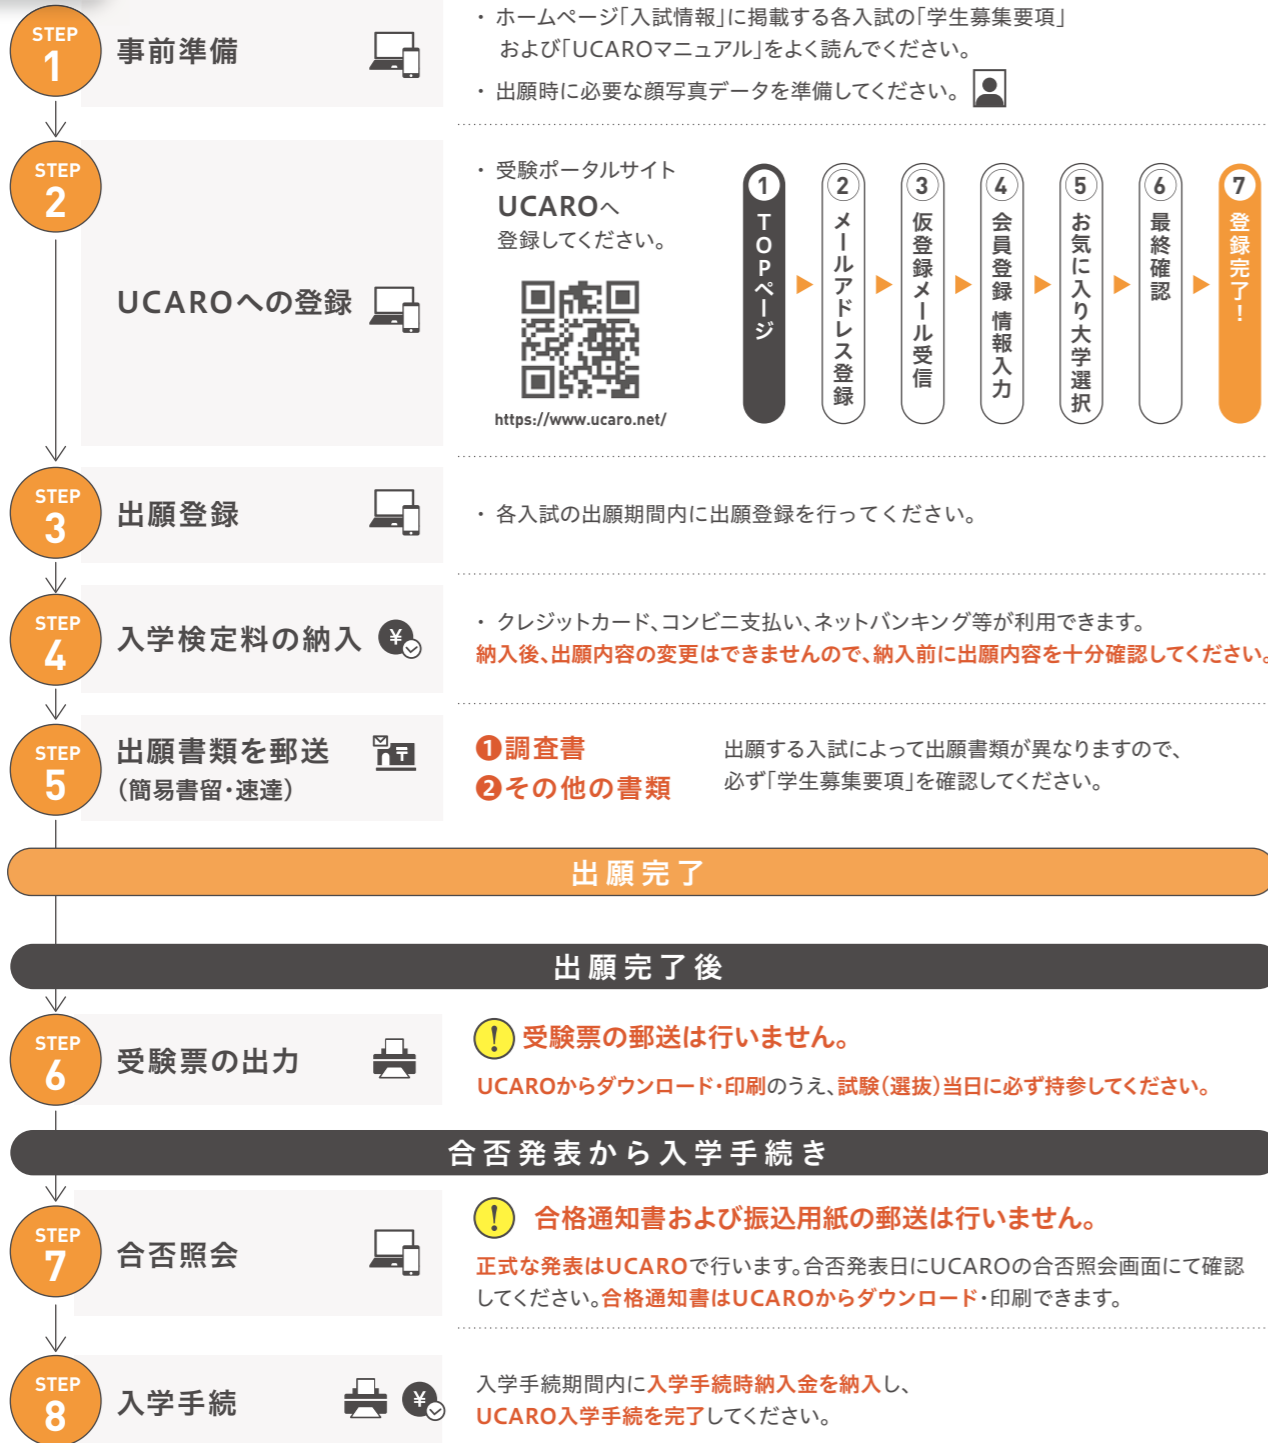 STEP
1
事前準備
・ ホームページ「入試情報」に掲載する各入試の「学生募集要項」
および「UCAROマニュアル」をよく読んでください。
・ 出願時に必要な顔写真データを準備してください。
STEP
2
UCAROへの登録
・ 受験ポータルサイト
UCAROへ
登録してください。
https://www.ucaro.net/
① TOPページ
② メールアドレス登録
③ 仮登録メール受信
④ 会員登録 情報入力
⑤ お気に入り大学選択
⑥ 最終確認
⑦ 登録完了!
STEP
3
出願登録
・ 各入試の出願期間内に出願登録を行ってください。
STEP
4
入学検定料の納入
¥
・ クレジットカード、コンビニ支払い、ネットバンキング等が利用できます。
納入後、出願内容の変更はできませんので、納入前に出願内容を十分確認してください。
STEP
5
出願書類を郵送
(簡易書留・速達)
〒
❶調査書
❷その他の書類
出願する入試によって出願書類が異なりますので、
必ず「学生募集要項」を確認してください。
出願完了
出願完了後
STEP
6
受験票の出力
! 受験票の郵送は行いません。
UCAROからダウンロード・印刷のうえ、試験(選抜)当日に必ず持参してください。
合否発表から入学手続き
STEP
7
合否照会
! 合格通知書および振込用紙の郵送は行いません。
正式な発表はUCAROで行います。合否発表日にUCAROの合否照会画面にて確認
してください。合格通知書はUCAROからダウンロード・印刷できます。
STEP
8
入学手続
¥
入学手続期間内に入学手続時納入金を納入し、
UCARO入学手続を完了してください。